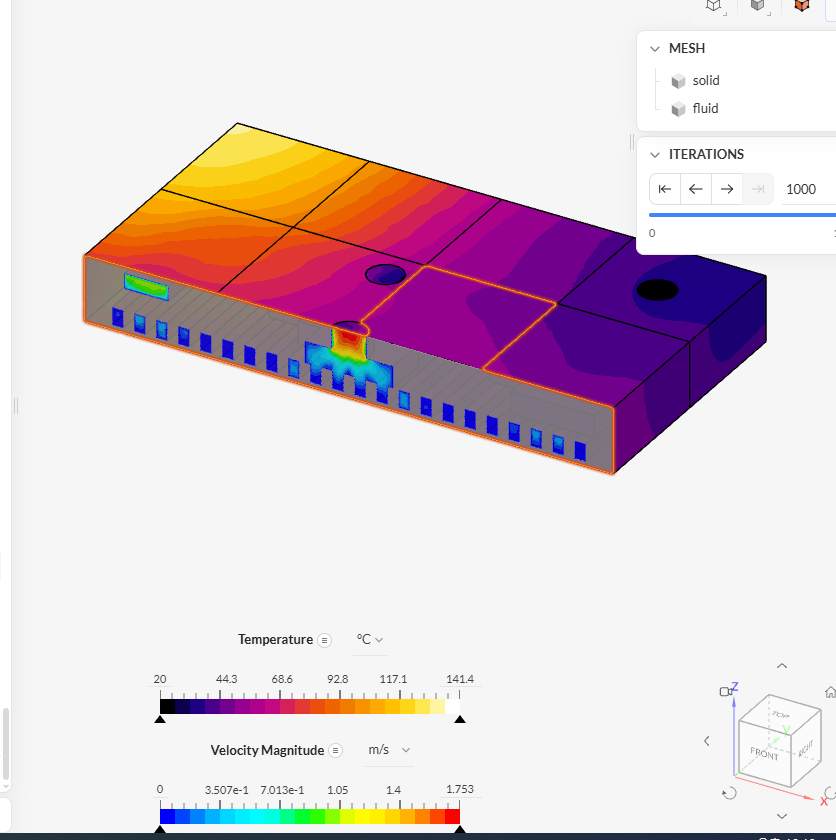 MESH
solid
fluid
ITERATIONS
1000
0
Temperature °C
20 44.3 68.6 92.8 117.1 141.4
Velocity Magnitude m/s
0 3.507e-1 7.013e-1 1.05 1.4 1.753
Z
TOP
Y
FRONT
RIGHT
X